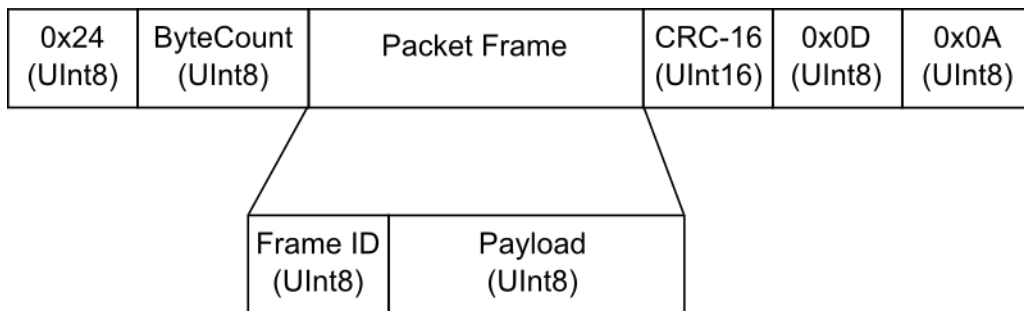 0x24
(UInt8)
ByteCount
(UInt8)
Packet Frame
CRC-16
(UInt16)
0x0D
(UInt8)
0x0A
(UInt8)
Frame ID
(UInt8)
Payload
(UInt8)